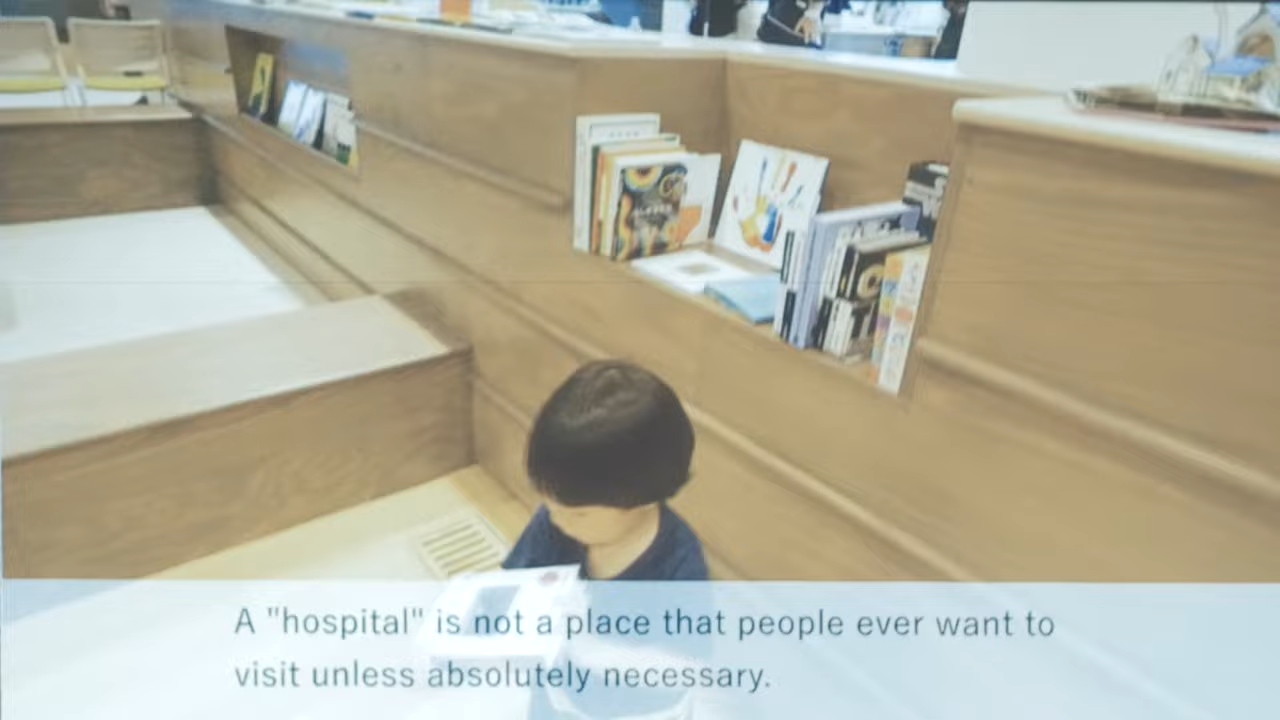 A "hospital" is not a place that people ever want to
visit unless absolutely necessary.